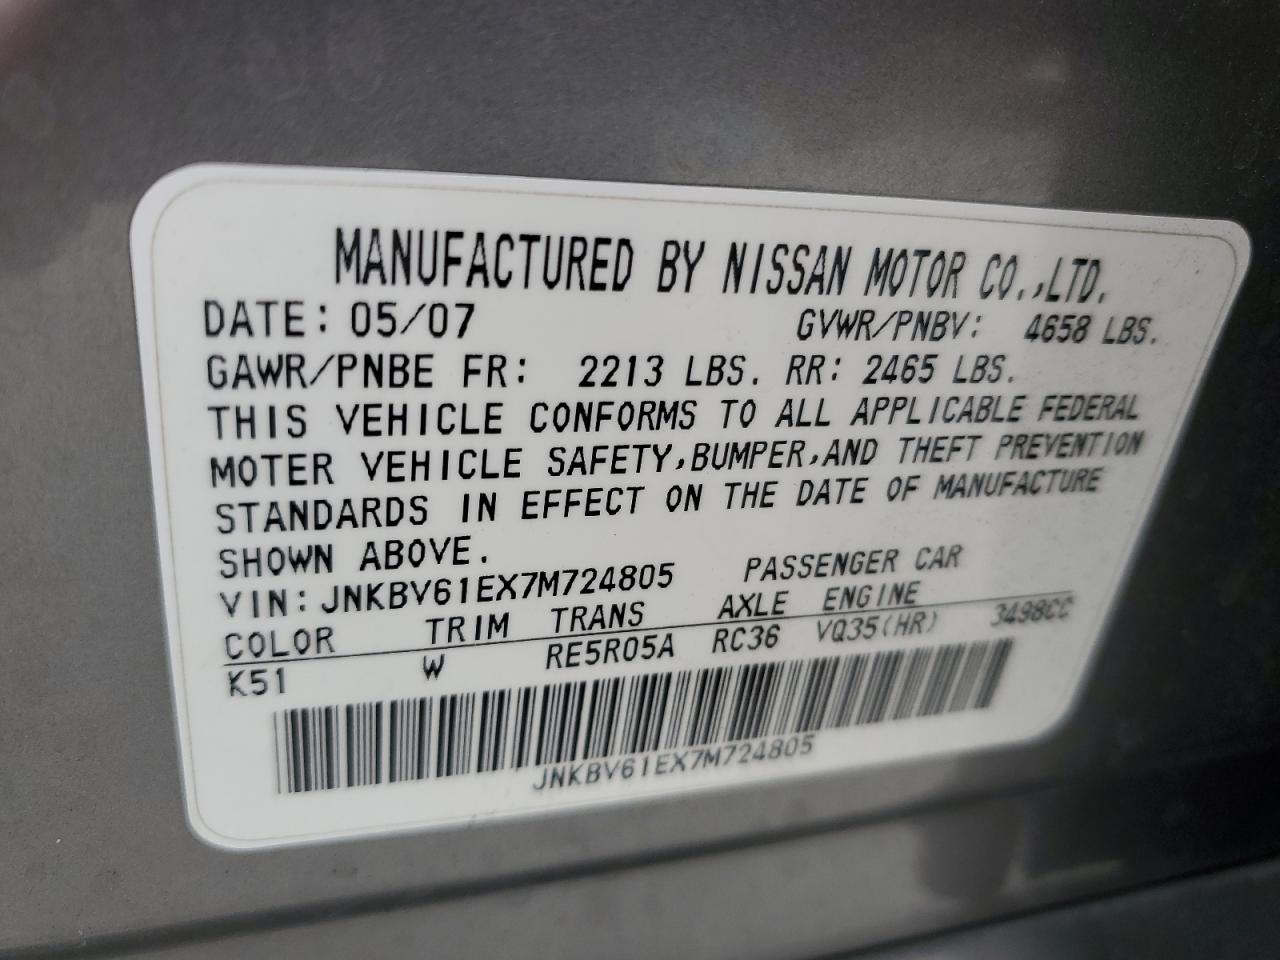 MANUFACTURED BY NISSAN MOTOR CO.,LTD.
DATE: 05/07 GVWR/PNBV: 4658 LBS.
GAWR/PNBE FR: 2213 LBS. RR: 2465 LBS.
THIS VEHICLE CONFORMS TO ALL APPLICABLE FEDERAL
MOTER VEHICLE SAFETY,BUMPER,AND THEFT PREVENTION
STANDARDS IN EFFECT ON THE DATE OF MANUFACTURE
SHOWN ABOVE.
VIN: JNKBV61EX7M724805 PASSENGER CAR
COLOR TRIM TRANS AXLE ENGINE
K51 W RE5R05A RC36 VQ35(HR) 3498CC
JNKBV61EX7M724805